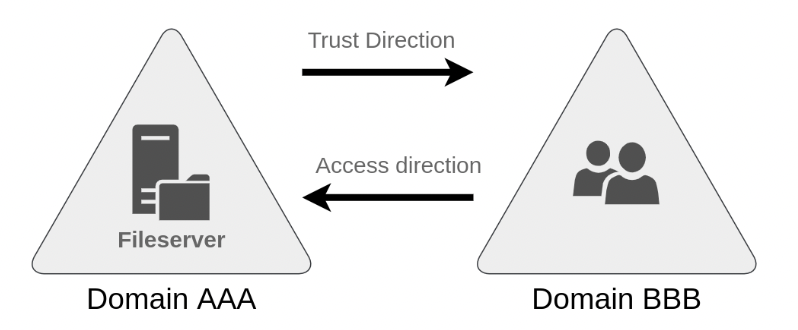 Trust Direction
Access direction
Fileserver
Domain AAA
Domain BBB